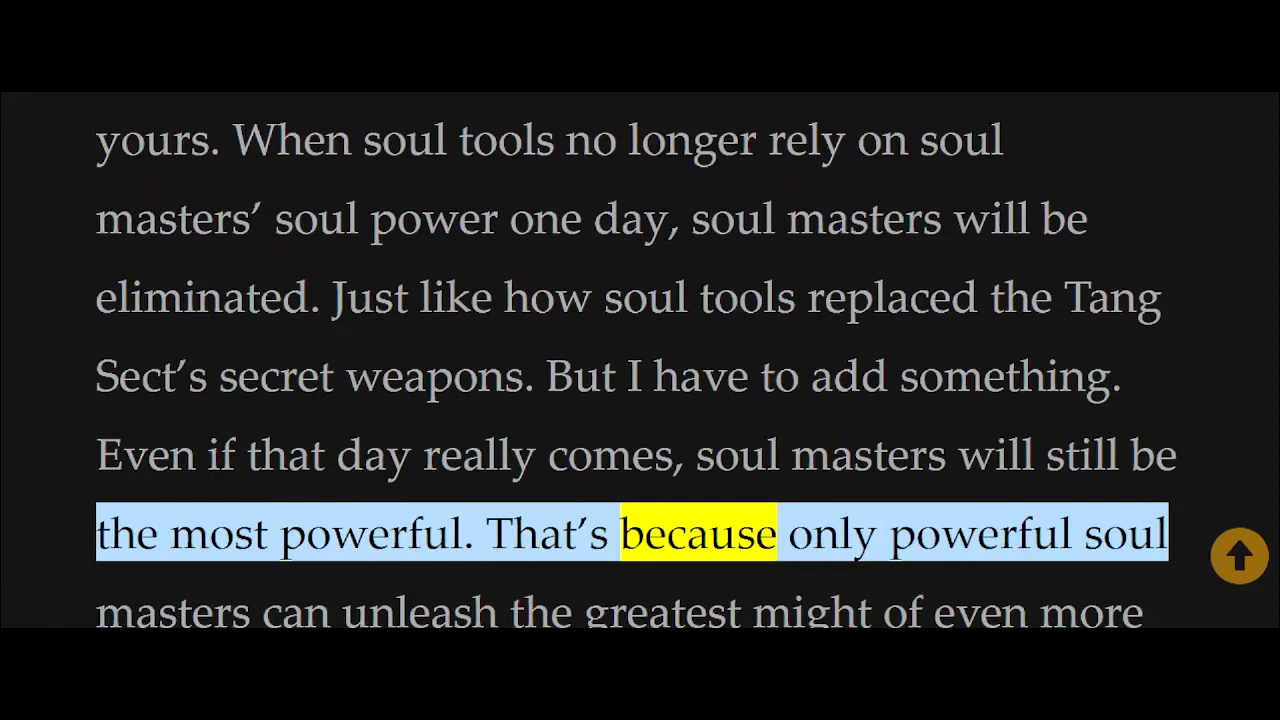 yours. When soul tools no longer rely on soul
masters’ soul power one day, soul masters will be
eliminated. Just like how soul tools replaced the Tang
Sect’s secret weapons. But I have to add something.
Even if that day really comes, soul masters will still be
the most powerful. That’s because only powerful soul
masters can unleash the greatest might of even more